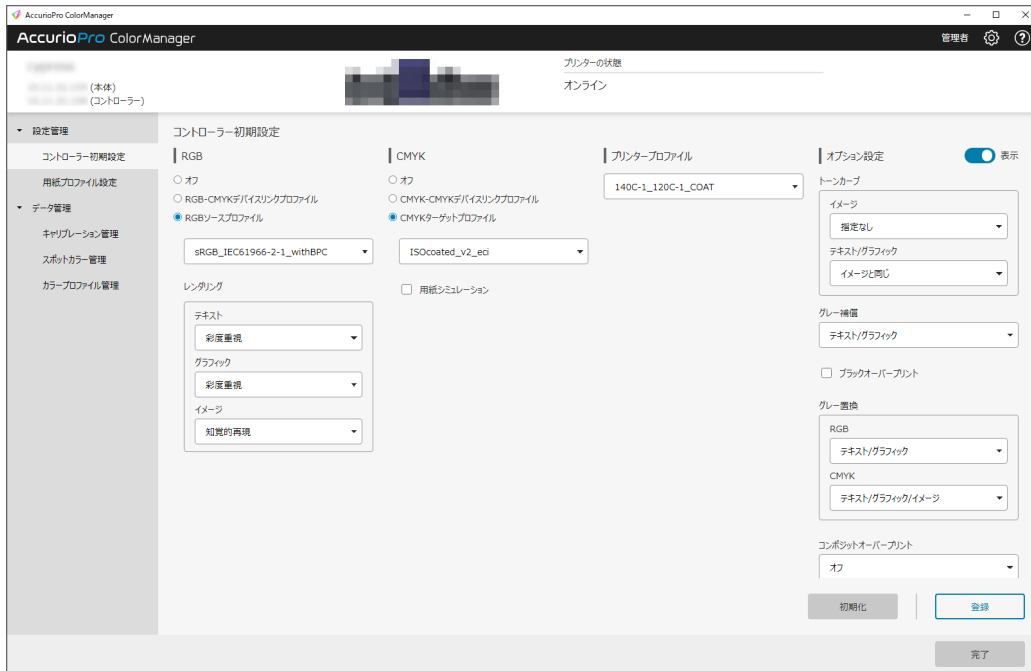 AccurioPro ColorManager
AccurioPro ColorManager
管理者
(本体)
(コントローラー)
プリンターの状態
オンライン
設定管理
コントローラー初期設定
用紙プロファイル設定
データ管理
キャリブレーション管理
スポットカラー管理
カラープロファイル管理
コントローラー初期設定
RGB
オフ
RGB-CMYKデバイスリンクプロファイル
RGBソースプロファイル
sRGB_IEC61966-2-1_withBPC
レンダリング
テキスト
彩度重視
グラフィック
彩度重視
イメージ
知覚的再現
CMYK
オフ
CMYK-CMYKデバイスリンクプロファイル
CMYKターゲットプロファイル
ISOcoated_v2_eci
用紙シミュレーション
プリンタープロファイル
140C-1_120C-1_COAT
オプション設定
表示
トーンカーブ
イメージ
指定なし
テキスト/グラフィック
イメージと同じ
グレー補償
テキスト/グラフィック
ブラックオーバープリント
グレー置換
RGB
テキスト/グラフィック
CMYK
テキスト/グラフィック/イメージ
コンポジットオーバープリント
オフ
初期化
登録
完了